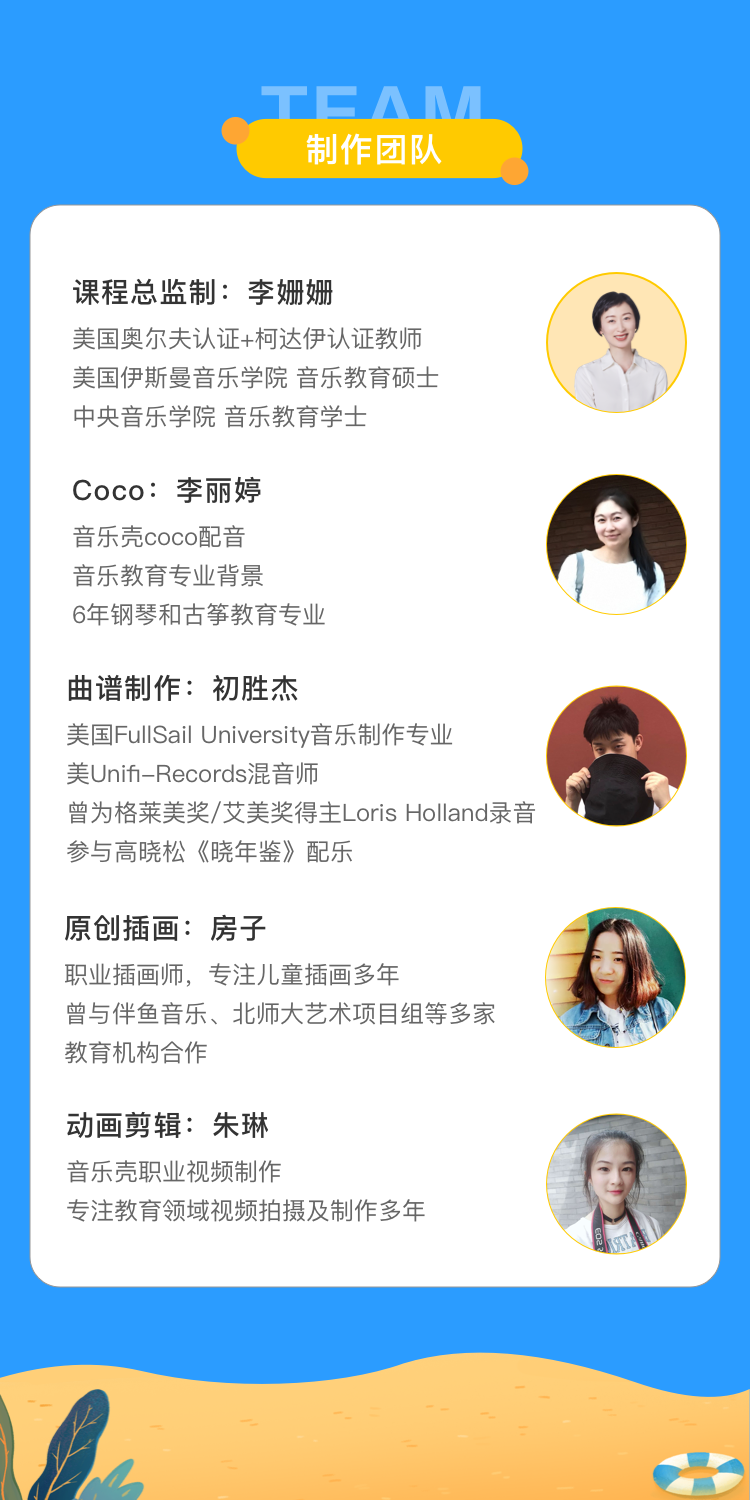 TEAM
制作团队
课程总监制：李姗姗
美国奥尔夫认证+柯达伊认证教师
美国伊斯曼音乐学院 音乐教育硕士
中央音乐学院 音乐教育学士
Coco：李丽婷
音乐壳coco配音
音乐教育专业背景
6年钢琴和古筝教育专业
曲谱制作：初胜杰
美国FullSail University音乐制作专业
美Unifi-Records混音师
曾为格莱美奖/艾美奖得主Loris Holland录音
参与高晓松《晓年鉴》配乐
原创插画：房子
职业插画师，专注儿童插画多年
曾与伴鱼音乐、北师大艺术项目组等多家
教育机构合作
动画剪辑：朱琳
音乐壳职业视频制作
专注教育领域视频拍摄及制作多年